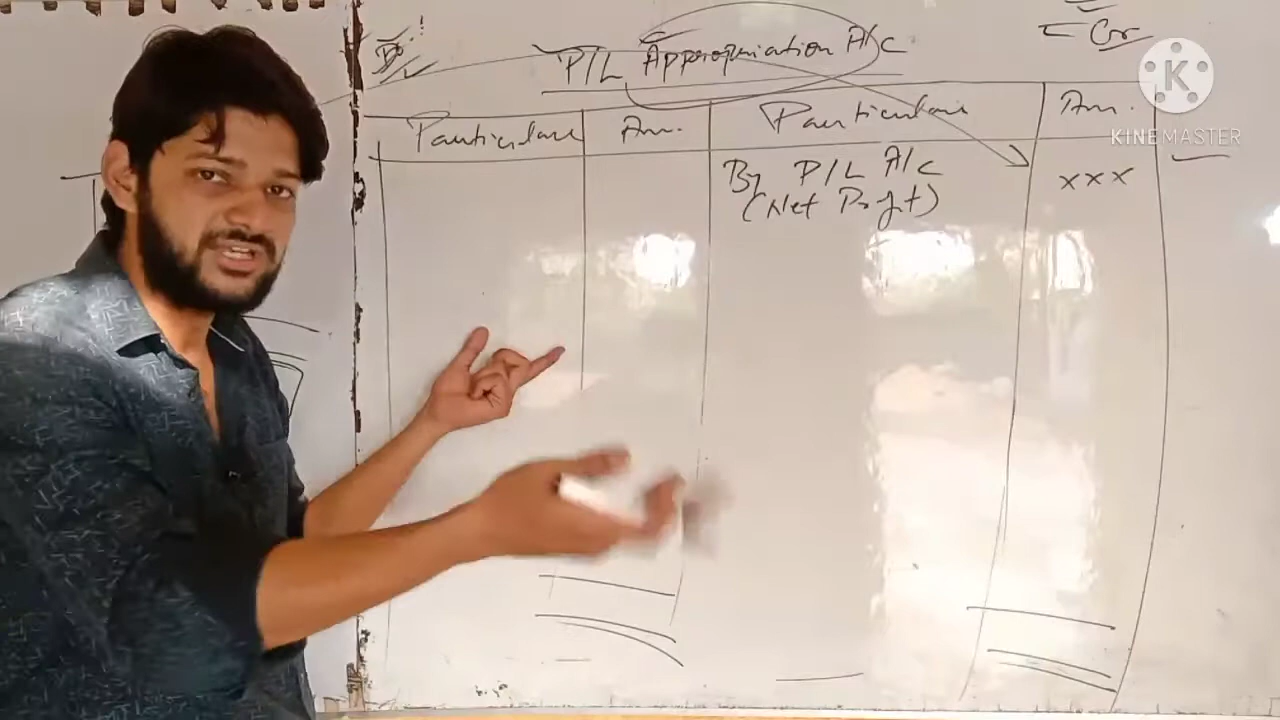 Dr.
P/L Appropriation A/c
Cr
Particulars Am. Particulars Am.
By P/L A/c xxx
(Net Profit)
K
KINEMASTER